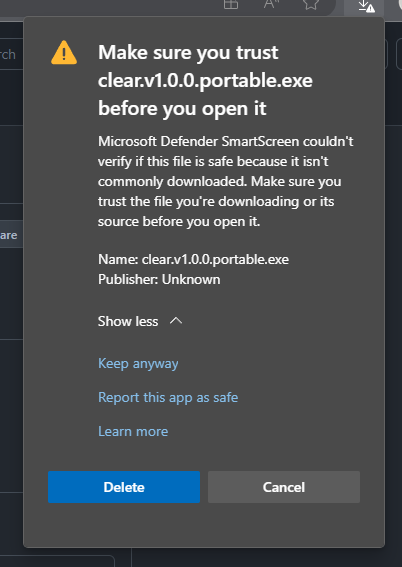 rch
A
are
Make sure you trust
clear.v1.0.0.portable.exe
before you open it
Microsoft Defender SmartScreen couldn't
verify if this file is safe because it isn't
commonly downloaded. Make sure you
trust the file you're downloading or its
source before you open it.
Name: clear.v1.0.0.portable.exe
Publisher: Unknown
Show less
Keep anyway
Report this app as safe
Learn more
Delete
Cancel